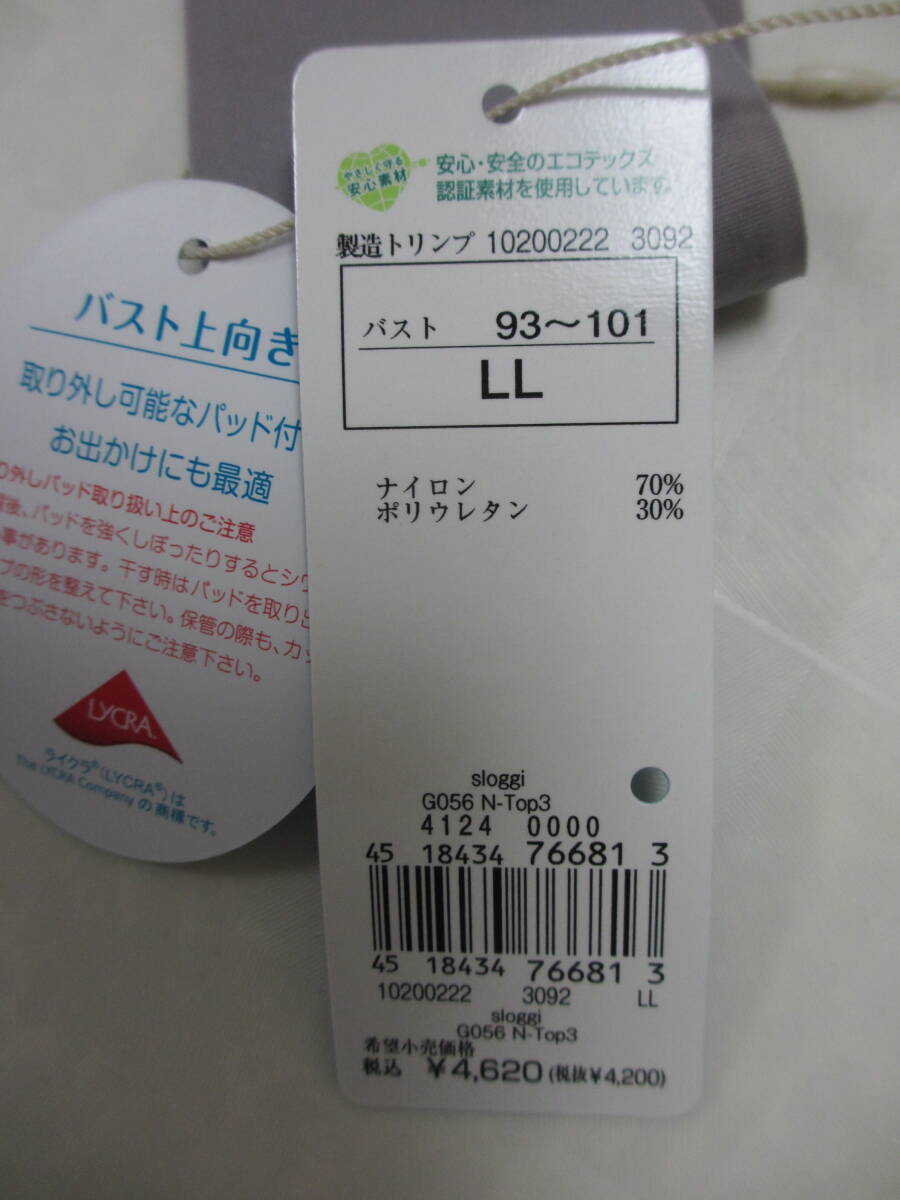 やさしく守る
安心素材
安心・安全のエコテックス
認証素材を使用しています。
製造トリンプ 10200222 3092
バスト 93～101
LL
ナイロン 70%
ポリウレタン 30%
sloggi
G056 N-Top3
4124 0000
45 18434 76681 3
45 18434 76681 3
10200222 3092 LL
sloggi
G056 N-Top3
希望小売価格
税込 ¥4,620 (税抜¥4,200)
バスト上向き
取り外し可能なパッド付
お出かけにも最適
り外しパッド取り扱い上のご注意
後、パッドを強くしぼったりするとシワ
事があります。干す時はパッドを取り出
プの形を整えて下さい。保管の際も、カッ
をつぶさないようにご注意下さい。
LYCRA
ライクラ®(LYCRA®)は
The LYCRA Company の商標です。